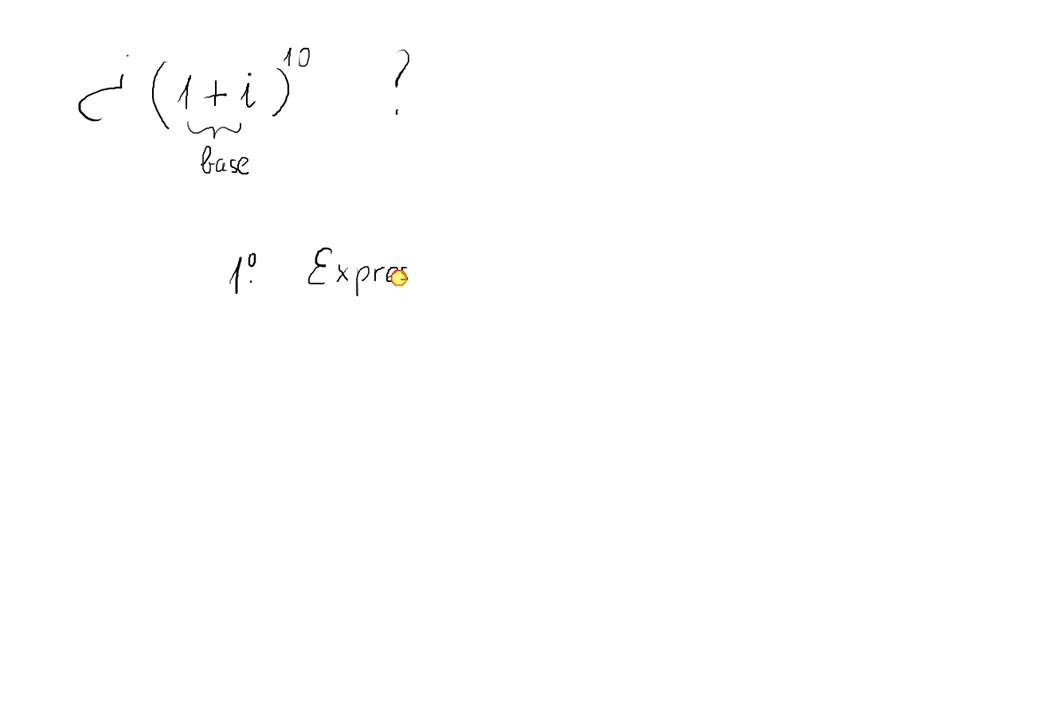 ¿ (1 + i)^10 ?
base
1º. Expre